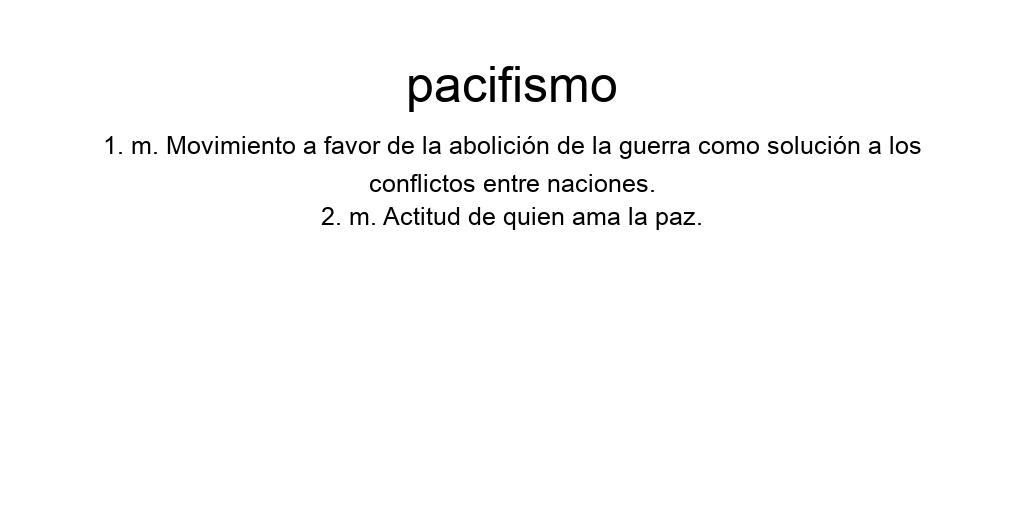 pacifismo
1. m. Movimiento a favor de la abolición de la guerra como solución a los
conflictos entre naciones.
2. m. Actitud de quien ama la paz.